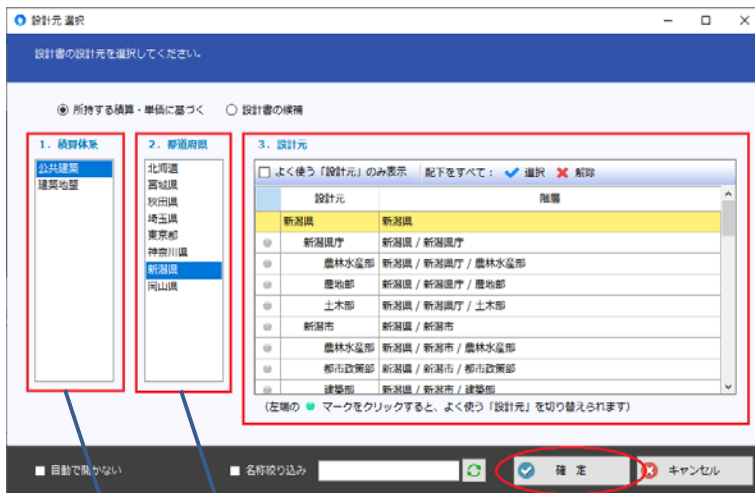 設計元 選択
設計書の設計元を選択してください。
所持する積算・単価に基づく 設計書の候補
1. 積算体系
公共建築
建築地盤
2. 都道府県
北海道
宮城県
秋田県
埼玉県
東京都
神奈川県
新潟県
岡山県
3. 設計元
よく使う「設計元」のみ表示 配下をすべて： 選択 解除
設計元 階層
新潟県 新潟県
新潟県庁 新潟県 / 新潟県庁
農林水産部 新潟県 / 新潟県庁 / 農林水産部
農地部 新潟県 / 新潟県庁 / 農地部
土木部 新潟県 / 新潟県庁 / 土木部
新潟市 新潟県 / 新潟市
農林水産部 新潟県 / 新潟市 / 農林水産部
都市政策部 新潟県 / 新潟市 / 都市政策部
建築部 新潟県 / 新潟市 / 建築部
(左端の マークをクリックすると、よく使う「設計元」を切り替えられます)
自動で開かない 名称絞り込み 確 定 キャンセル